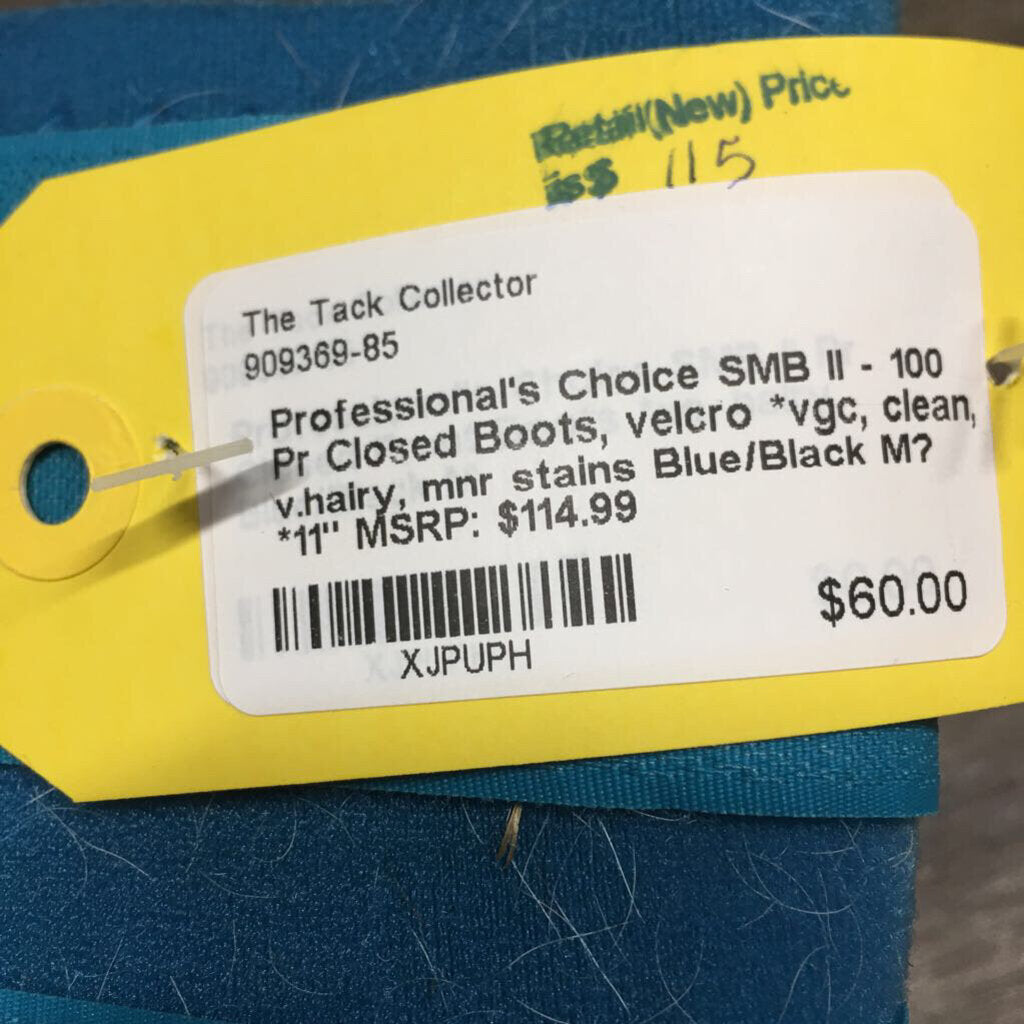 Retail(New) Price
is$ 115
The Tack Collector
909369-85
Professional's Choice SMB II - 100
Pr Closed Boots, velcro *vgc, clean,
v.hairy, mnr stains Blue/Black M?
*11" MSRP: $114.99
$60.00
XJPUPH